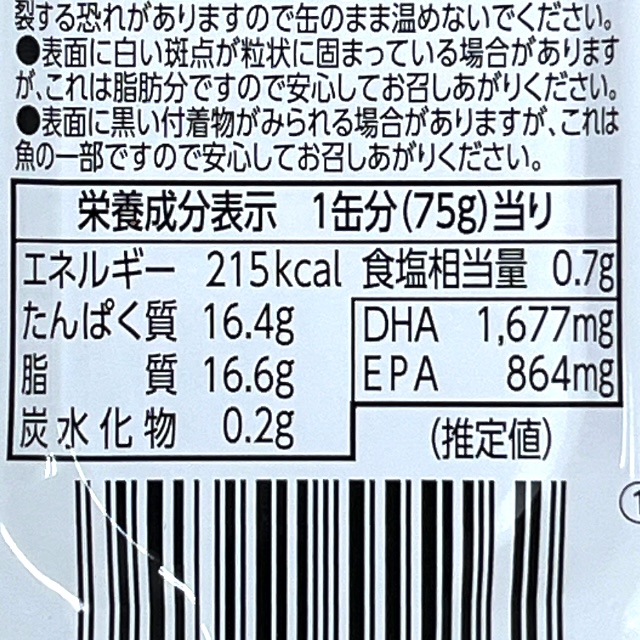 裂する恐れがありますので缶のまま温めないでください。
●表面に白い斑点が粒状に固まっている場合があります
が、これは脂肪分ですので安心してお召しあがりください。
●表面に黒い付着物がみられる場合がありますが、これは
魚の一部ですので安心してお召しあがりください。
栄養成分表示 1缶分(75g)当り
エネルギー 215kcal 食塩相当量 0.7g
たんぱく質 16.4g DHA 1,677mg
脂質 16.6g EPA 864mg
炭水化物 0.2g (推定値)
①